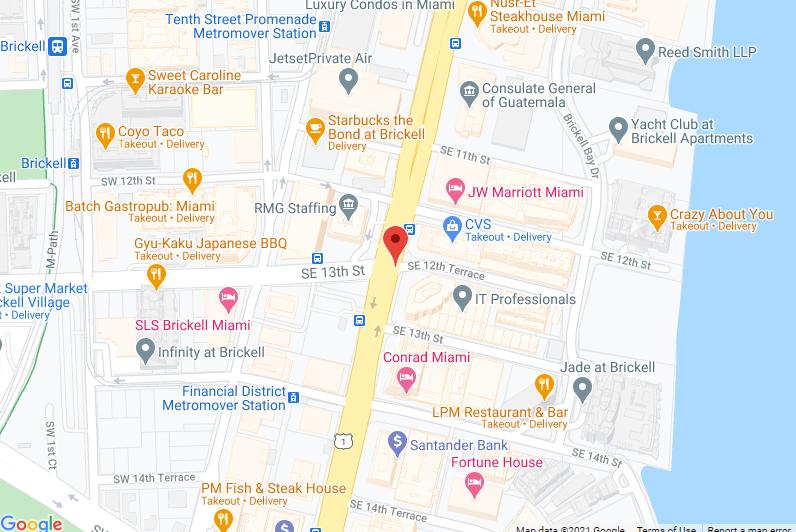 Luxury Condos in Miami
Nusr-Et
Steakhouse Miami
Takeout • Delivery
Tenth Street Promenade
Metromover Station
SW 1st Ave
Brickell
Reed Smith LLP
JetsetPrivate Air
Sweet Caroline
Karaoke Bar
Consulate General
of Guatemala
Brickell Bay Dr
Starbucks the
Bond at Brickell
Delivery
Coyo Taco
Takeout • Delivery
Yacht Club at
Brickell Apartments
SE 11th St
Brickell
ckell
SW 12th St
JW Marriott Miami
Batch Gastropub: Miami
Takeout • Delivery
RMG Staffing
Crazy About You
Takeout • Delivery
CVS
Takeout • Delivery
M-Path
Gyu-Kaku Japanese BBQ
Takeout • Delivery
SE 12th St
SE 13th St
SE 12th Terrace
Super Market
ckell Village
• Delivery
IT Professionals
SLS Brickell Miami
SE 13th St
Infinity at Brickell
Conrad Miami
Jade at Brickell
Financial District
Metromover Station
LPM Restaurant & Bar
Takeout • Delivery
SW 1st Ct
1
Santander Bank
SE 14th St
Fortune House
SW 14th Terrace
PM Fish & Steak House
Takeout • Delivery
SE 14th Terrace
Google
Map data ©2021 Google
Terms of Use
Report a map error